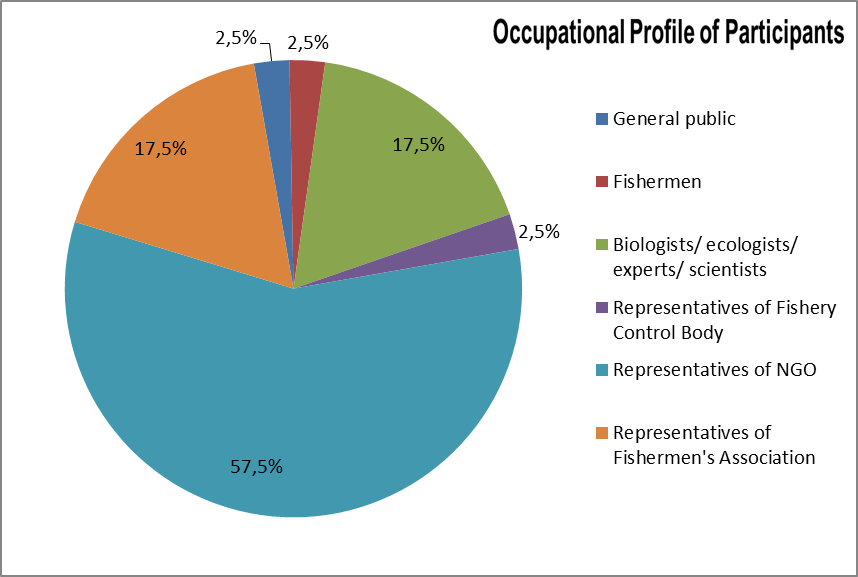 Occupational Profile of Participants
2,5%
2,5%
17,5%
17,5%
2,5%
57,5%
General public
Fishermen
Biologists/ ecologists/
experts/ scientists
Representatives of Fishery
Control Body
Representatives of NGO
Representatives of
Fishermen's Association